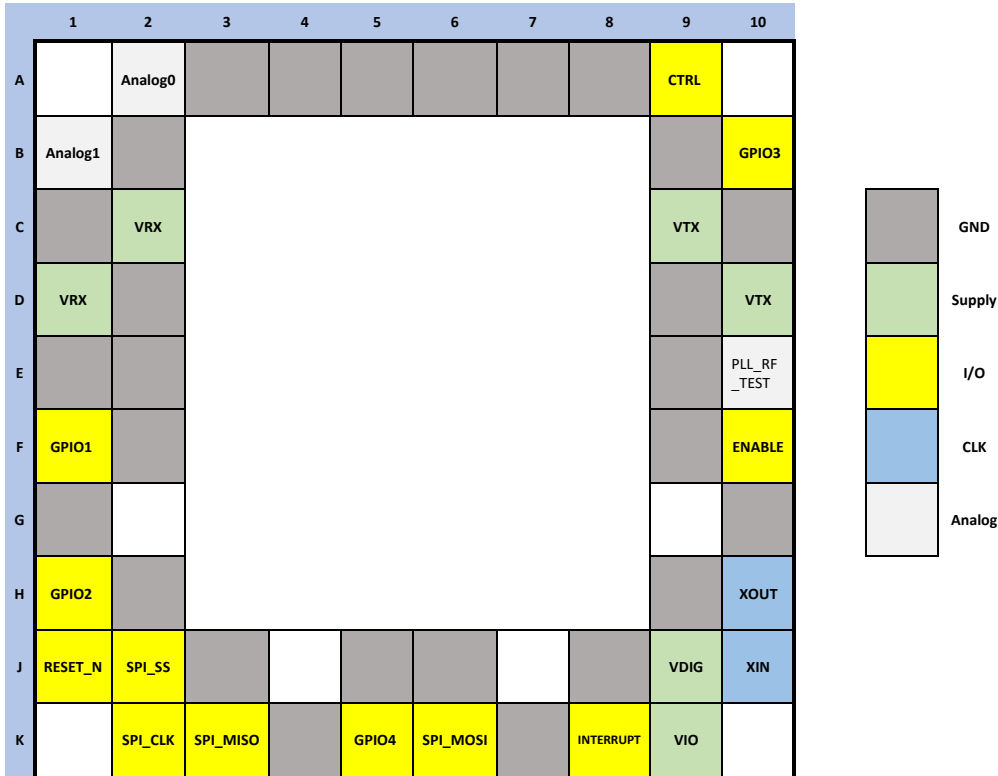 1 2 3 4 5 6 7 8 9 10
A Analog0 CTRL
B Analog1 GPIO3
C VRX VTX GND
D VRX VTX Supply
E PLL_RF
_TEST I/O
F GPIO1 ENABLE CLK
G Analog
H GPIO2 XOUT
J RESET_N SPI_SS VDIG XIN
K SPI_CLK SPI_MISO GPIO4 SPI_MOSI INTERRUPT VIO